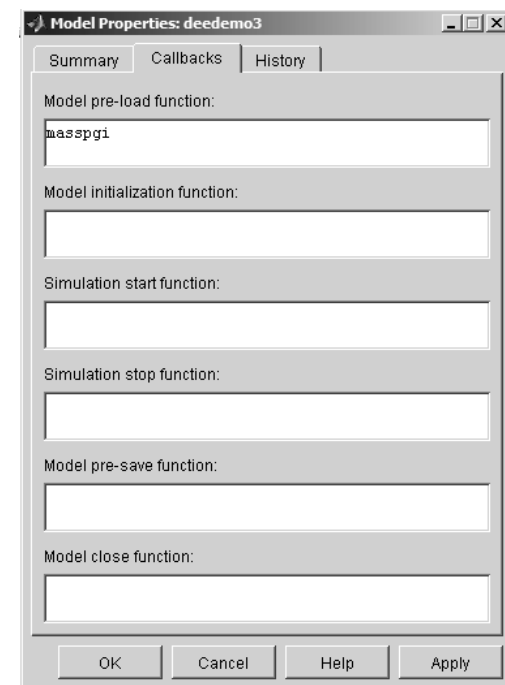 Model Properties: deedemo3
Summary Callbacks History
Model pre-load function:
masspgi
Model initialization function:
Simulation start function:
Simulation stop function:
Model pre-save function:
Model close function:
OK Cancel Help Apply